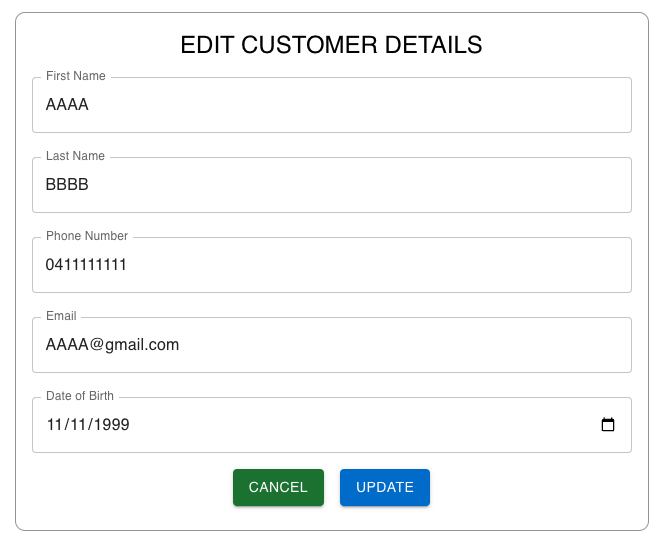 EDIT CUSTOMER DETAILS
First Name
AAAA
Last Name
BBBB
Phone Number
0411111111
Email
AAAA@gmail.com
Date of Birth
11/11/1999
CANCEL UPDATE